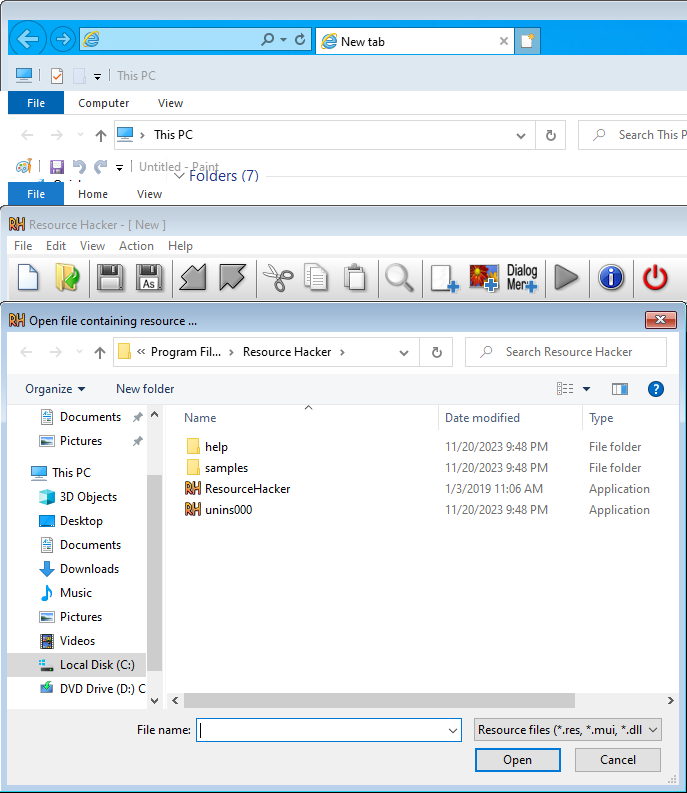 New tab
This PC
File Computer View
This PC
Search This P
Untitled - Paint
Folders (7)
File Home View
Resource Hacker - [ New ]
File Edit View Action Help
As
Dialog
Menu
Open file containing resource ...
« Program Fil... › Resource Hacker ›
Search Resource Hacker
Organize New folder
Name Date modified Type
Documents
Pictures
This PC
3D Objects
Desktop
Documents
Downloads
Music
Pictures
Videos
Local Disk (C:)
DVD Drive (D:) C
help 11/20/2023 9:48 PM File folder
samples 11/20/2023 9:48 PM File folder
ResourceHacker 1/3/2019 11:06 AM Application
unins000 11/20/2023 9:48 PM Application
File name:
Resource files (*.res, *.mui, *.dll
Open Cancel